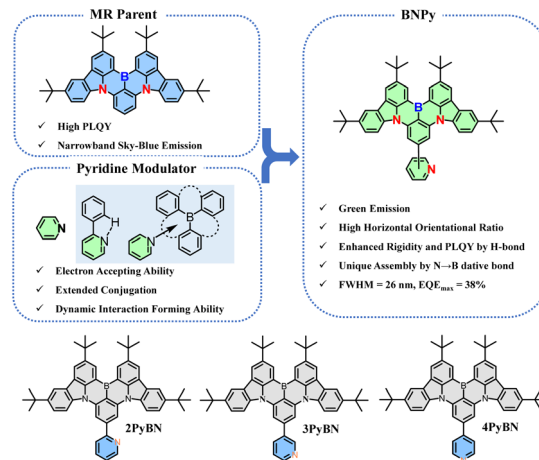 MR Parent
B
N
N
✓ High PLQY
✓ Narrowband Sky-Blue Emission
Pyridine Modulator
N
H
N
N
B
✓ Electron Accepting Ability
✓ Extended Conjugation
✓ Dynamic Interaction Forming Ability
BNPy
B
N
N
N
✓ Green Emission
✓ High Horizontal Orientational Ratio
✓ Enhanced Rigidity and PLQY by H-bond
✓ Unique Assembly by N→B dative bond
✓ FWHM = 26 nm, EQEmax = 38%
B
N
N
N
2PyBN
B
N
N
N
3PyBN
B
N
N
N
4PyBN